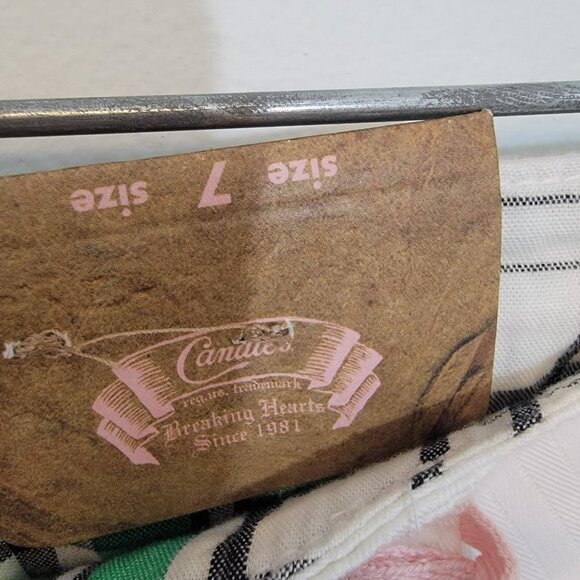 size 7 size
Candie's
reg. us. trademark
Breaking Hearts
Since 1981